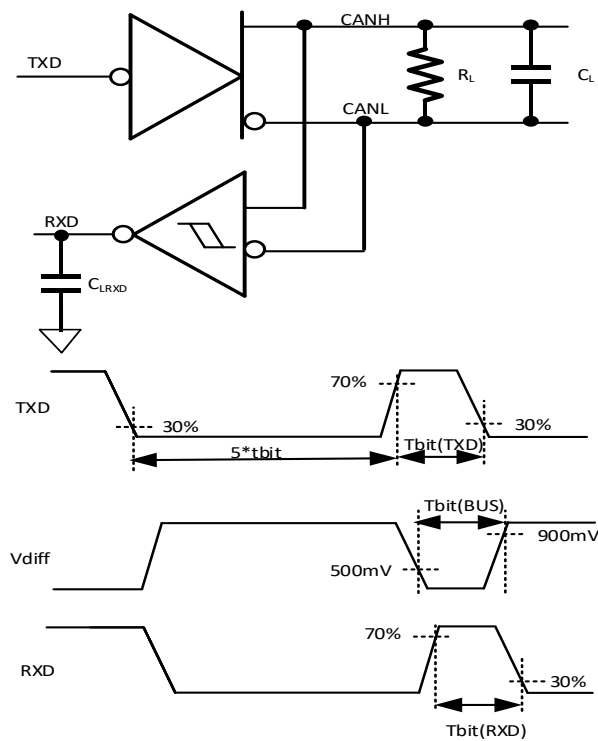 CANH
TXD
RL
CL
CANL
RXD
CLRXD
70%
TXD
30%
30%
5*tbit
Tbit(TXD)
Tbit(BUS)
Vdiff
900mV
500mV
70%
RXD
30%
Tbit(RXD)